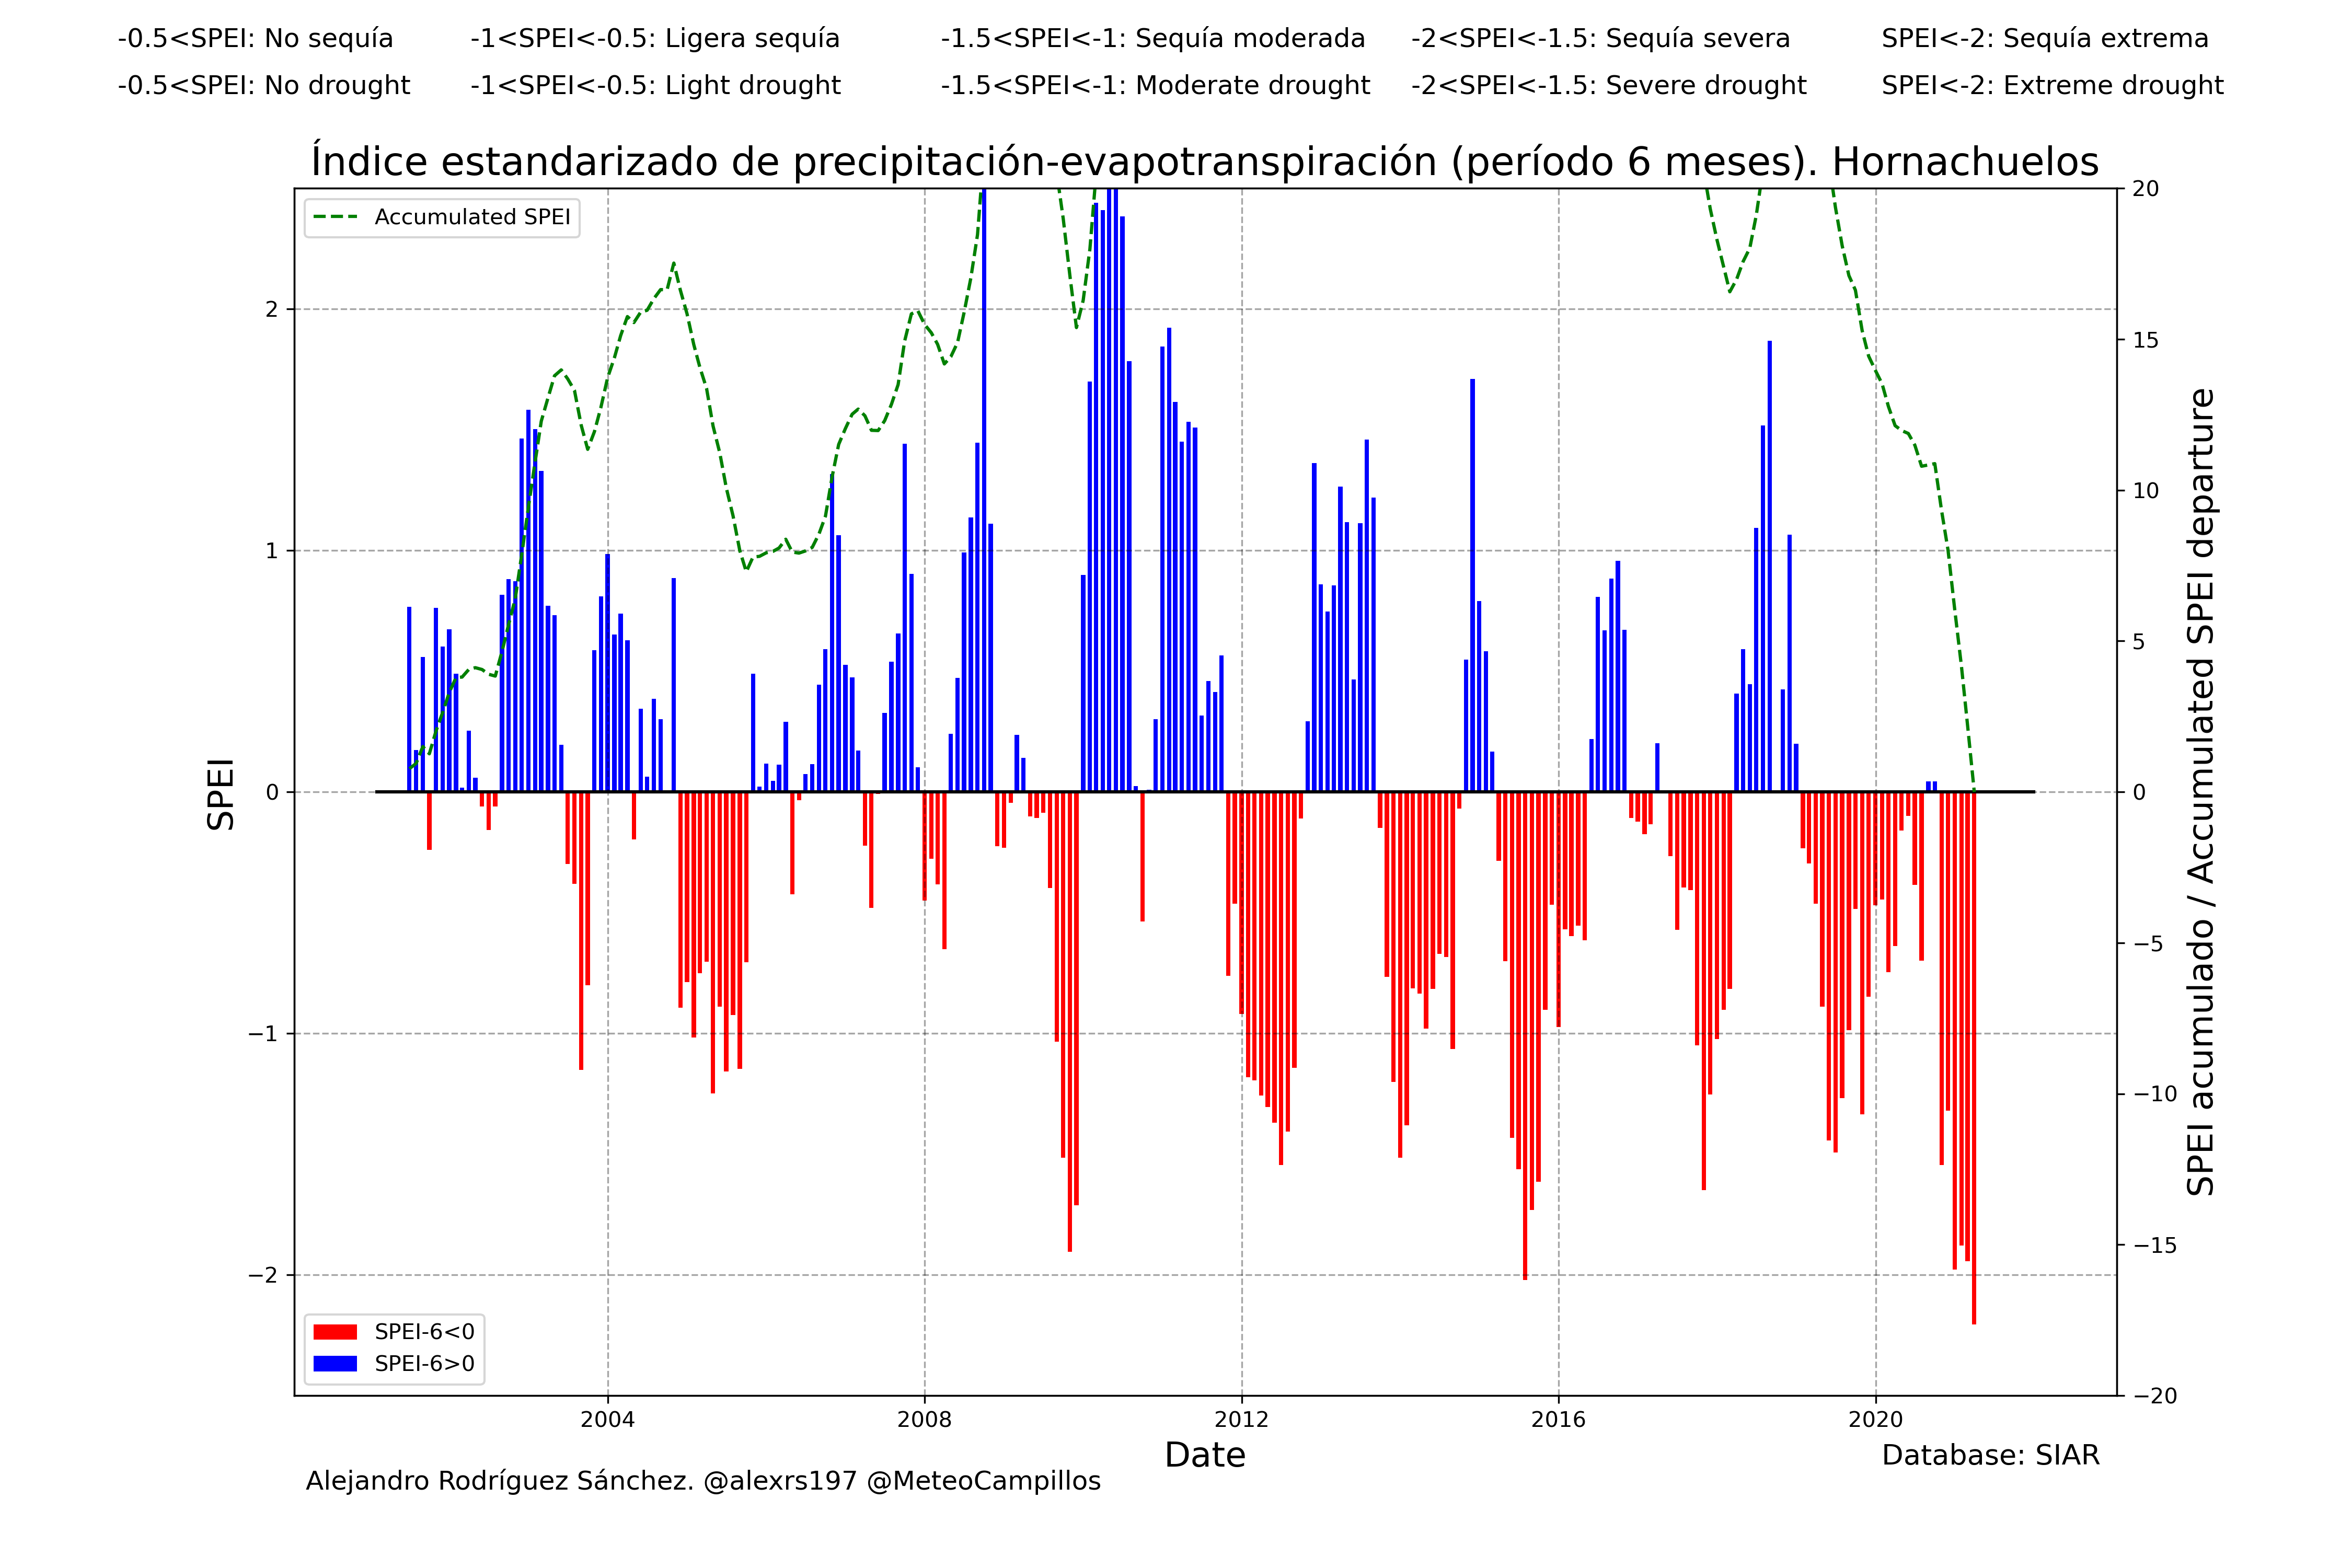 -0.5<SPEI: No sequía -1<SPEI<-0.5: Ligera sequía -1.5<SPEI<-1: Sequía moderada -2<SPEI<-1.5: Sequía severa SPEI<-2: Sequía extrema
-0.5<SPEI: No drought -1<SPEI<-0.5: Light drought -1.5<SPEI<-1: Moderate drought -2<SPEI<-1.5: Severe drought SPEI<-2: Extreme drought
Índice estandarizado de precipitación-evapotranspiración (período 6 meses). Hornachuelos
Accumulated SPEI
SPEI
2
1
0
−1
−2
20
15
10
5
0
−5
−10
−15
−20
SPEI acumulado / Accumulated SPEI departure
SPEI-6<0
SPEI-6>0
2004 2008 2012 2016 2020
Date
Database: SIAR
Alejandro Rodríguez Sánchez. @alexrs197 @MeteoCampillos